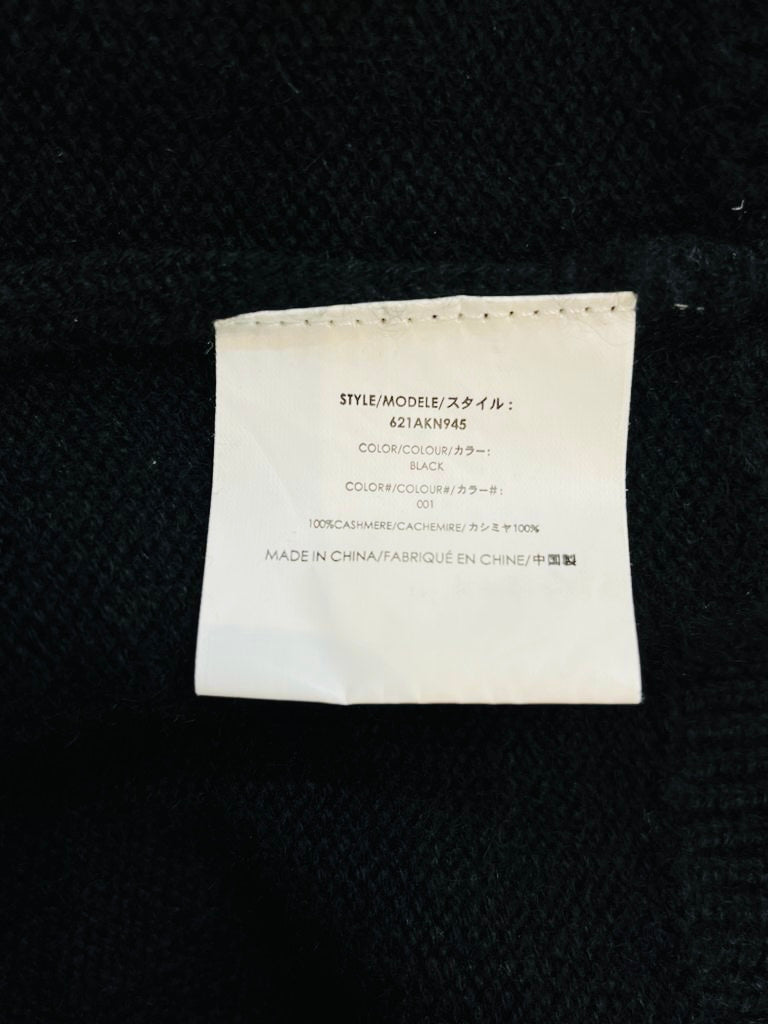 STYLE/MODELE/スタイル:
621AKN945
COLOR/COLOUR/カラー:
BLACK
COLOR#/COLOUR#/カラー#:
001
100%CASHMERE/CACHEMIRE/カシミヤ100%
MADE IN CHINA/FABRIQUÉ EN CHINE/中国製